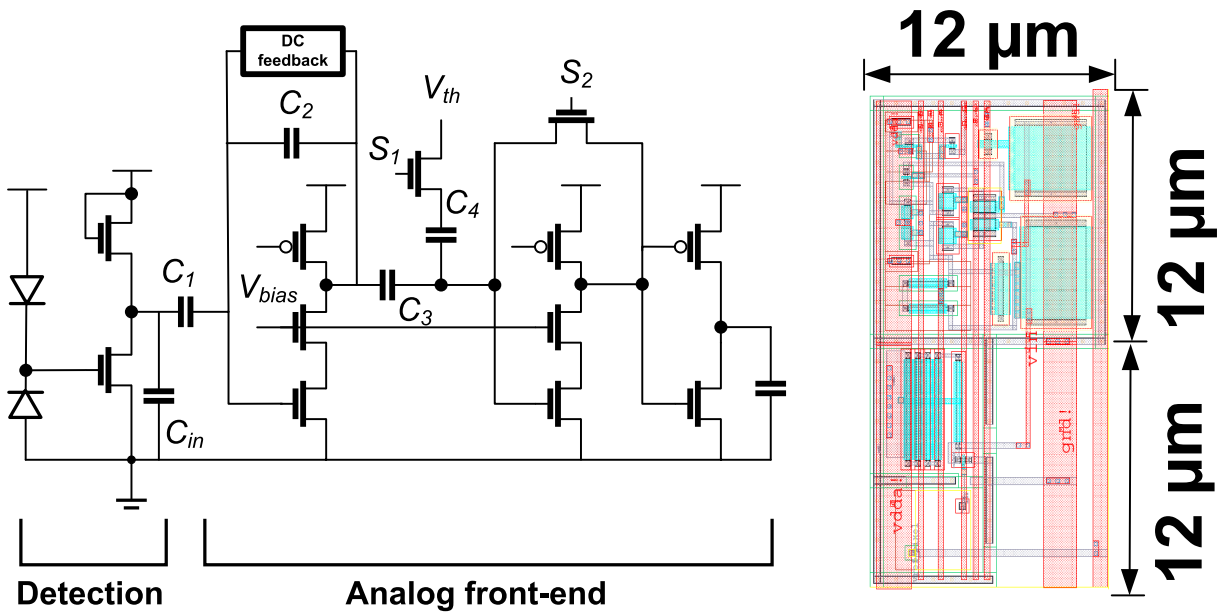 DC
feedback
C2
Vth
S2
S1
C4
C1
Vbias
C3
Cin
Detection
Analog front-end
12 µm
12 µm
12 µm
vdda!
gnd!